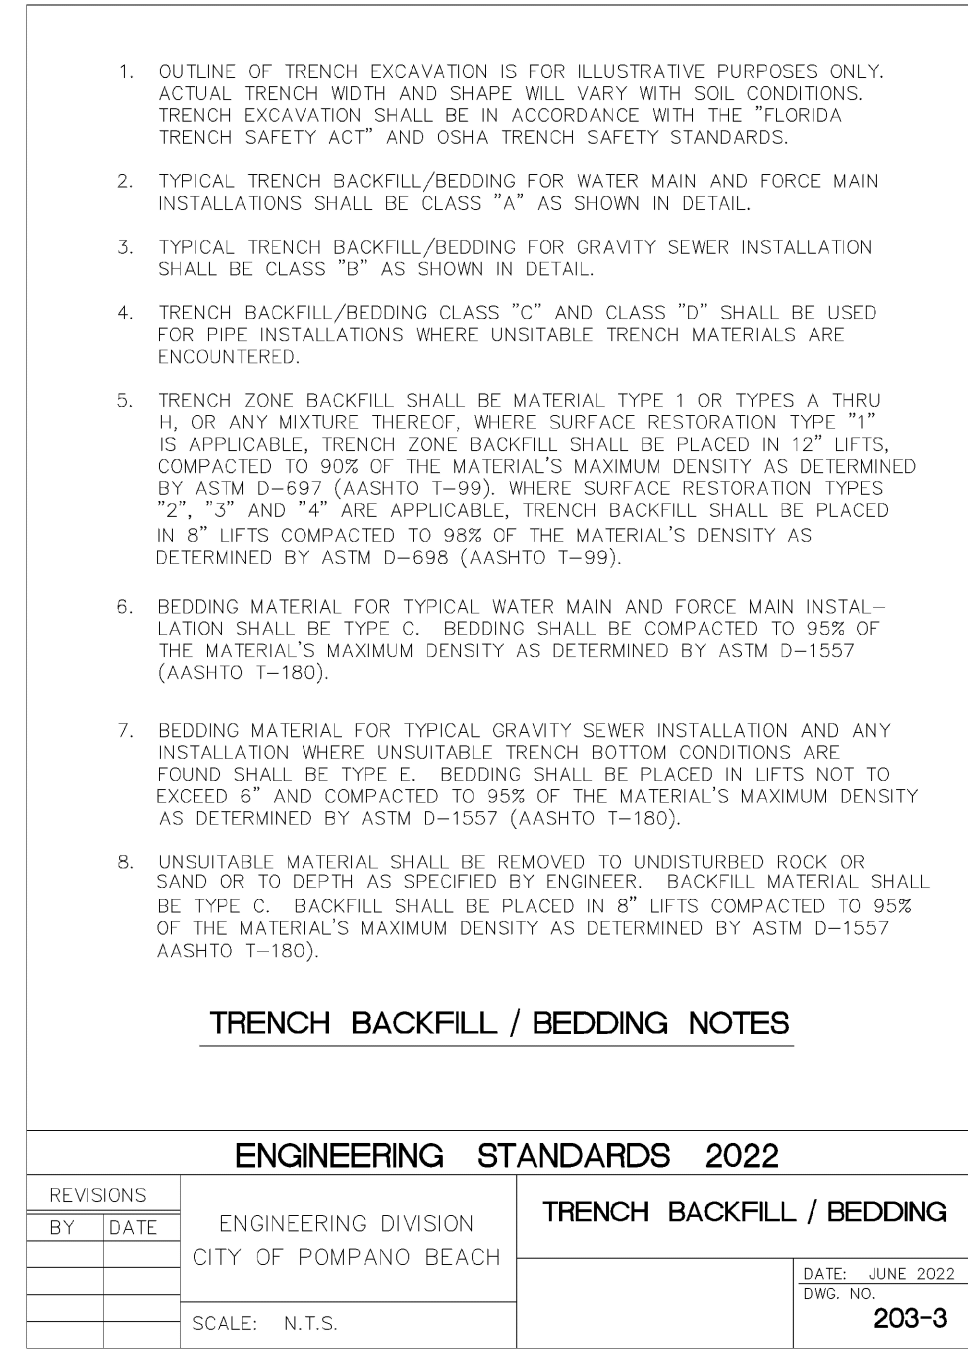 1. OUTLINE OF TRENCH EXCAVATION IS FOR ILLUSTRATIVE PURPOSES ONLY.
ACTUAL TRENCH WIDTH AND SHAPE WILL VARY WITH SOIL CONDITIONS.
TRENCH EXCAVATION SHALL BE IN ACCORDANCE WITH THE "FLORIDA
TRENCH SAFETY ACT" AND OSHA TRENCH SAFETY STANDARDS.
2. TYPICAL TRENCH BACKFILL/BEDDING FOR WATER MAIN AND FORCE MAIN
INSTALLATIONS SHALL BE CLASS "A" AS SHOWN IN DETAIL.
3. TYPICAL TRENCH BACKFILL/BEDDING FOR GRAVITY SEWER INSTALLATION
SHALL BE CLASS "B" AS SHOWN IN DETAIL.
4. TRENCH BACKFILL/BEDDING CLASS "C" AND CLASS "D" SHALL BE USED
FOR PIPE INSTALLATIONS WHERE UNSITABLE TRENCH MATERIALS ARE
ENCOUNTERED.
5. TRENCH ZONE BACKFILL SHALL BE MATERIAL TYPE 1 OR TYPES A THRU
H, OR ANY MIXTURE THEREOF, WHERE SURFACE RESTORATION TYPE "1"
IS APPLICABLE, TRENCH ZONE BACKFILL SHALL BE PLACED IN 12" LIFTS,
COMPACTED TO 90% OF THE MATERIAL'S MAXIMUM DENSITY AS DETERMINED
BY ASTM D-697 (AASHTO T-99). WHERE SURFACE RESTORATION TYPES
"2", "3" AND "4" ARE APPLICABLE, TRENCH BACKFILL SHALL BE PLACED
IN 8" LIFTS COMPACTED TO 98% OF THE MATERIAL'S DENSITY AS
DETERMINED BY ASTM D-698 (AASHTO T-99).
6. BEDDING MATERIAL FOR TYPICAL WATER MAIN AND FORCE MAIN INSTAL-
LATION SHALL BE TYPE C. BEDDING SHALL BE COMPACTED TO 95% OF
THE MATERIAL'S MAXIMUM DENSITY AS DETERMINED BY ASTM D-1557
(AASHTO T-180).
7. BEDDING MATERIAL FOR TYPICAL GRAVITY SEWER INSTALLATION AND ANY
INSTALLATION WHERE UNSUITABLE TRENCH BOTTOM CONDITIONS ARE
FOUND SHALL BE TYPE E. BEDDING SHALL BE PLACED IN LIFTS NOT TO
EXCEED 6" AND COMPACTED TO 95% OF THE MATERIAL'S MAXIMUM DENSITY
AS DETERMINED BY ASTM D-1557 (AASHTO T-180).
8. UNSUITABLE MATERIAL SHALL BE REMOVED TO UNDISTURBED ROCK OR
SAND OR TO DEPTH AS SPECIFIED BY ENGINEER. BACKFILL MATERIAL SHALL
BE TYPE C. BACKFILL SHALL BE PLACED IN 8" LIFTS COMPACTED TO 95%
OF THE MATERIAL'S MAXIMUM DENSITY AS DETERMINED BY ASTM D-1557
AASHTO T-180).
TRENCH BACKFILL / BEDDING NOTES
ENGINEERING STANDARDS 2022
REVISIONS
BY DATE
ENGINEERING DIVISION
CITY OF POMPANO BEACH
SCALE: N.T.S.
TRENCH BACKFILL / BEDDING
DATE: JUNE 2022
DWG. NO.
203-3